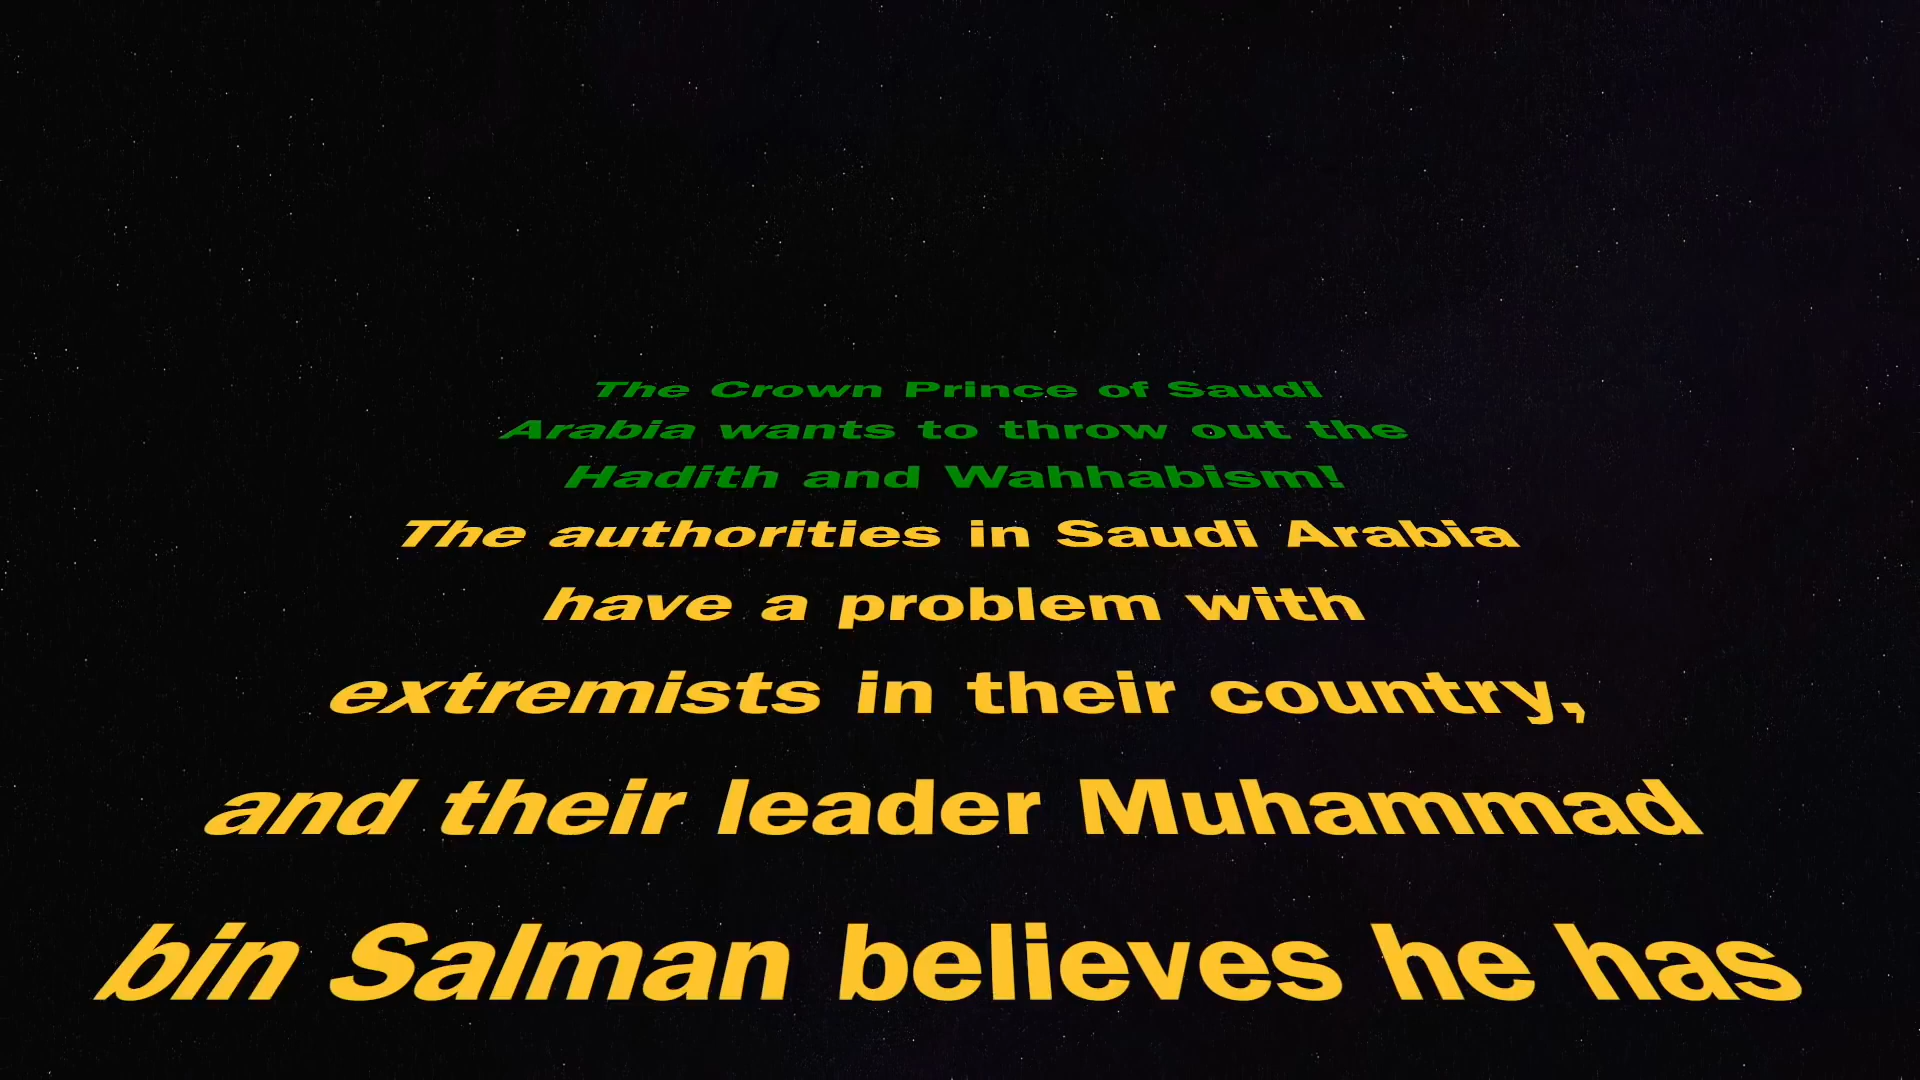 The Crown Prince of Saudi
Arabia wants to throw out the
Hadith and Wahhabism!
The authorities in Saudi Arabia
have a problem with
extremists in their country,
and their leader Muhammad
bin Salman believes he has